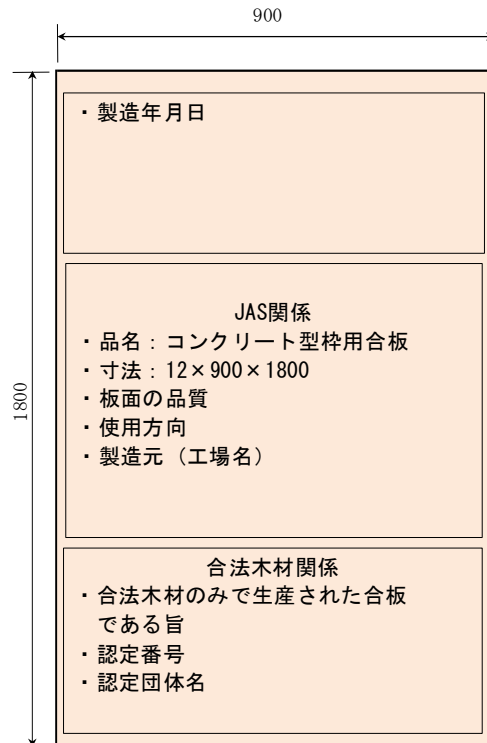 900
1800
・製造年月日
JAS関係
・品名：コンクリート型枠用合板
・寸法：12×900×1800
・板面の品質
・使用方向
・製造元（工場名）
合法木材関係
・合法木材のみで生産された合板
である旨
・認定番号
・認定団体名